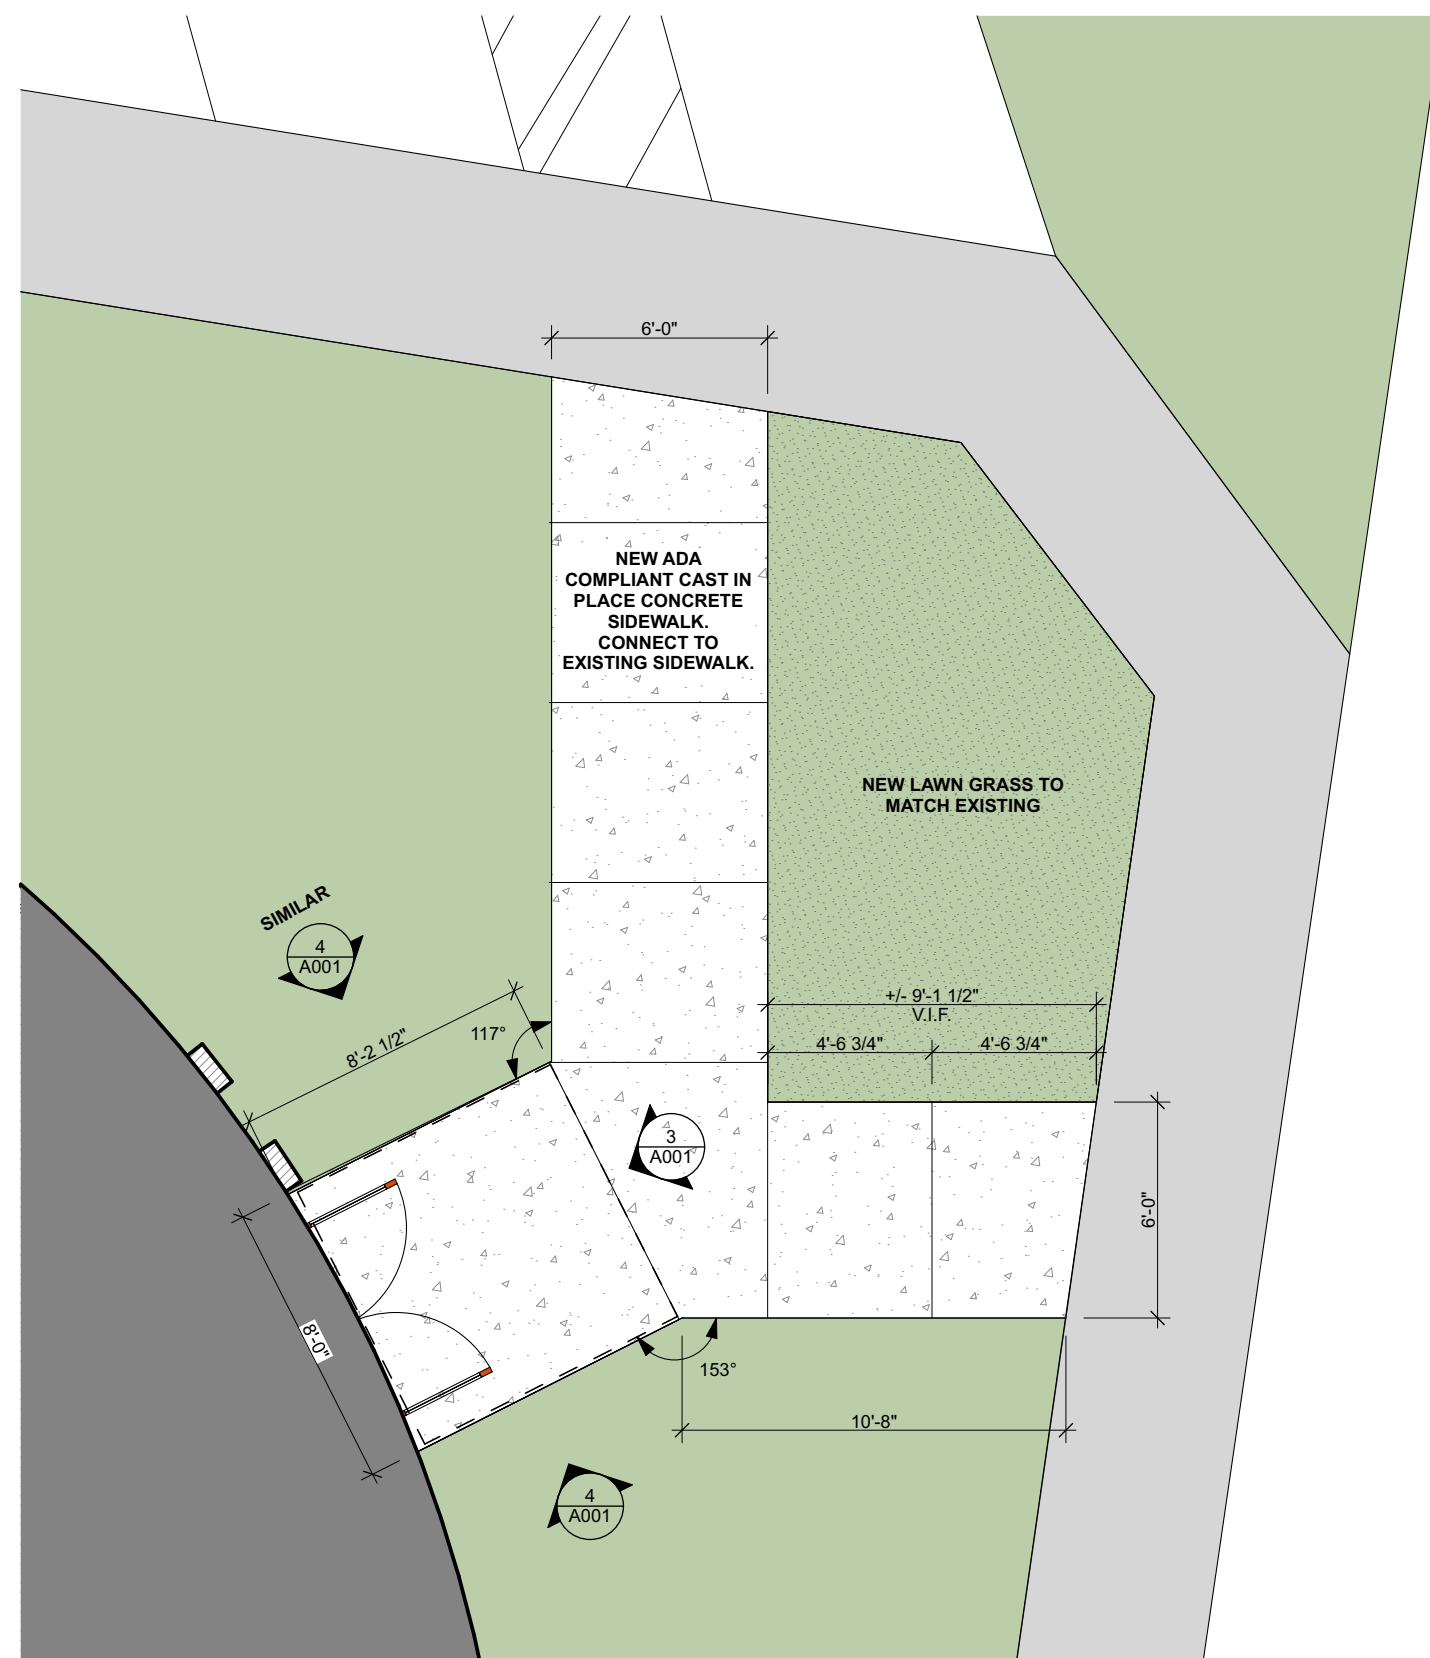 6'-0"
NEW ADA
COMPLIANT CAST IN
PLACE CONCRETE
SIDEWALK.
CONNECT TO
EXISTING SIDEWALK.
NEW LAWN GRASS TO
MATCH EXISTING
SIMILAR
4
A001
+/- 9'-1 1/2"
V.I.F.
8'-2 1/2"
117°
4'-6 3/4"
4'-6 3/4"
3
A001
6'-0"
8'-0"
153°
10'-8"
4
A001